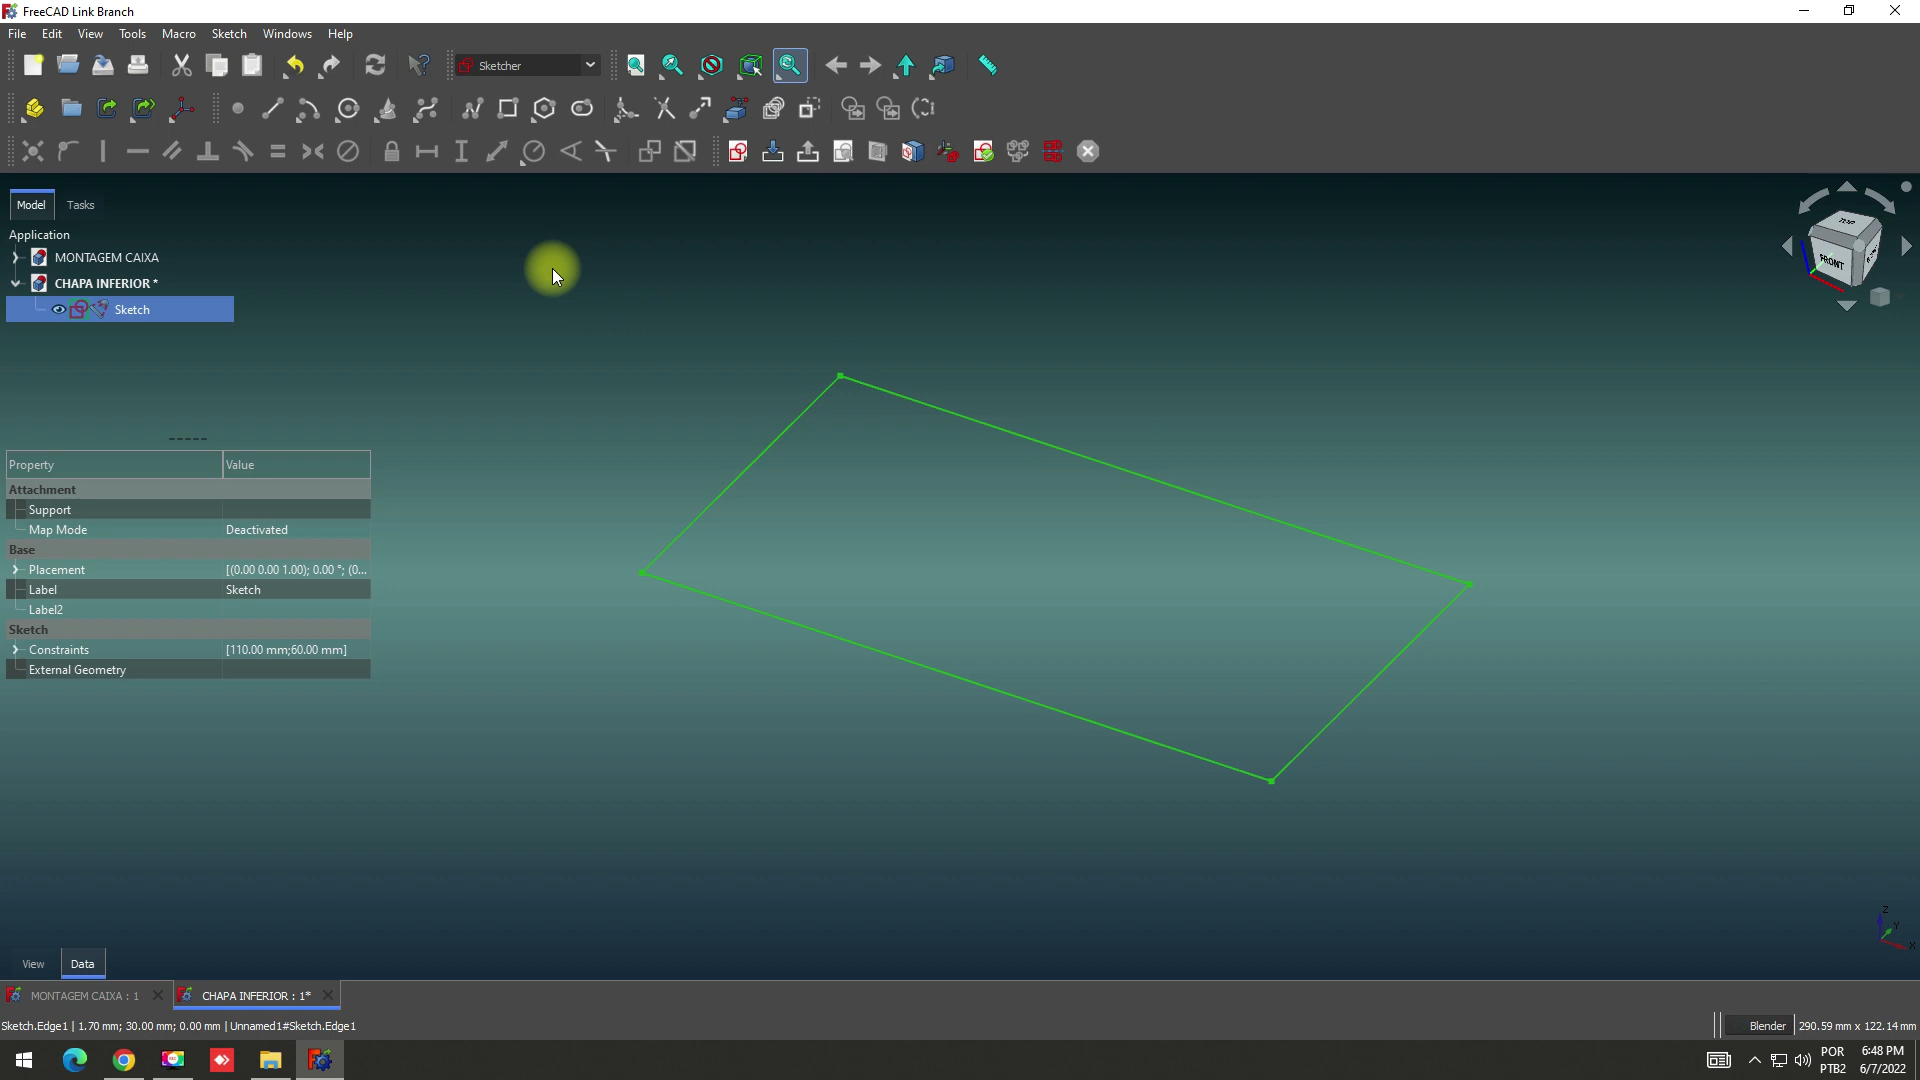 FreeCAD Link Branch
File Edit View Tools Macro Sketch Windows Help
Sketcher
Model Tasks
Application
MONTAGEM CAIXA
CHAPA INFERIOR *
Sketch
TOP
FRONT
Property Value
Attachment
Support
Map Mode Deactivated
Base
Placement [(0.00 0.00 1.00); 0.00 °; (0...
Label Sketch
Label2
Sketch
Constraints [110.00 mm;60.00 mm]
External Geometry
Z
Y
X
View Data
MONTAGEM CAIXA : 1
CHAPA INFERIOR : 1*
Sketch.Edge1 | 1.70 mm; 30.00 mm; 0.00 mm | Unnamed1#Sketch.Edge1
Blender 290.59 mm x 122.14 mm
POR 6:48 PM
PTB2 6/7/2022